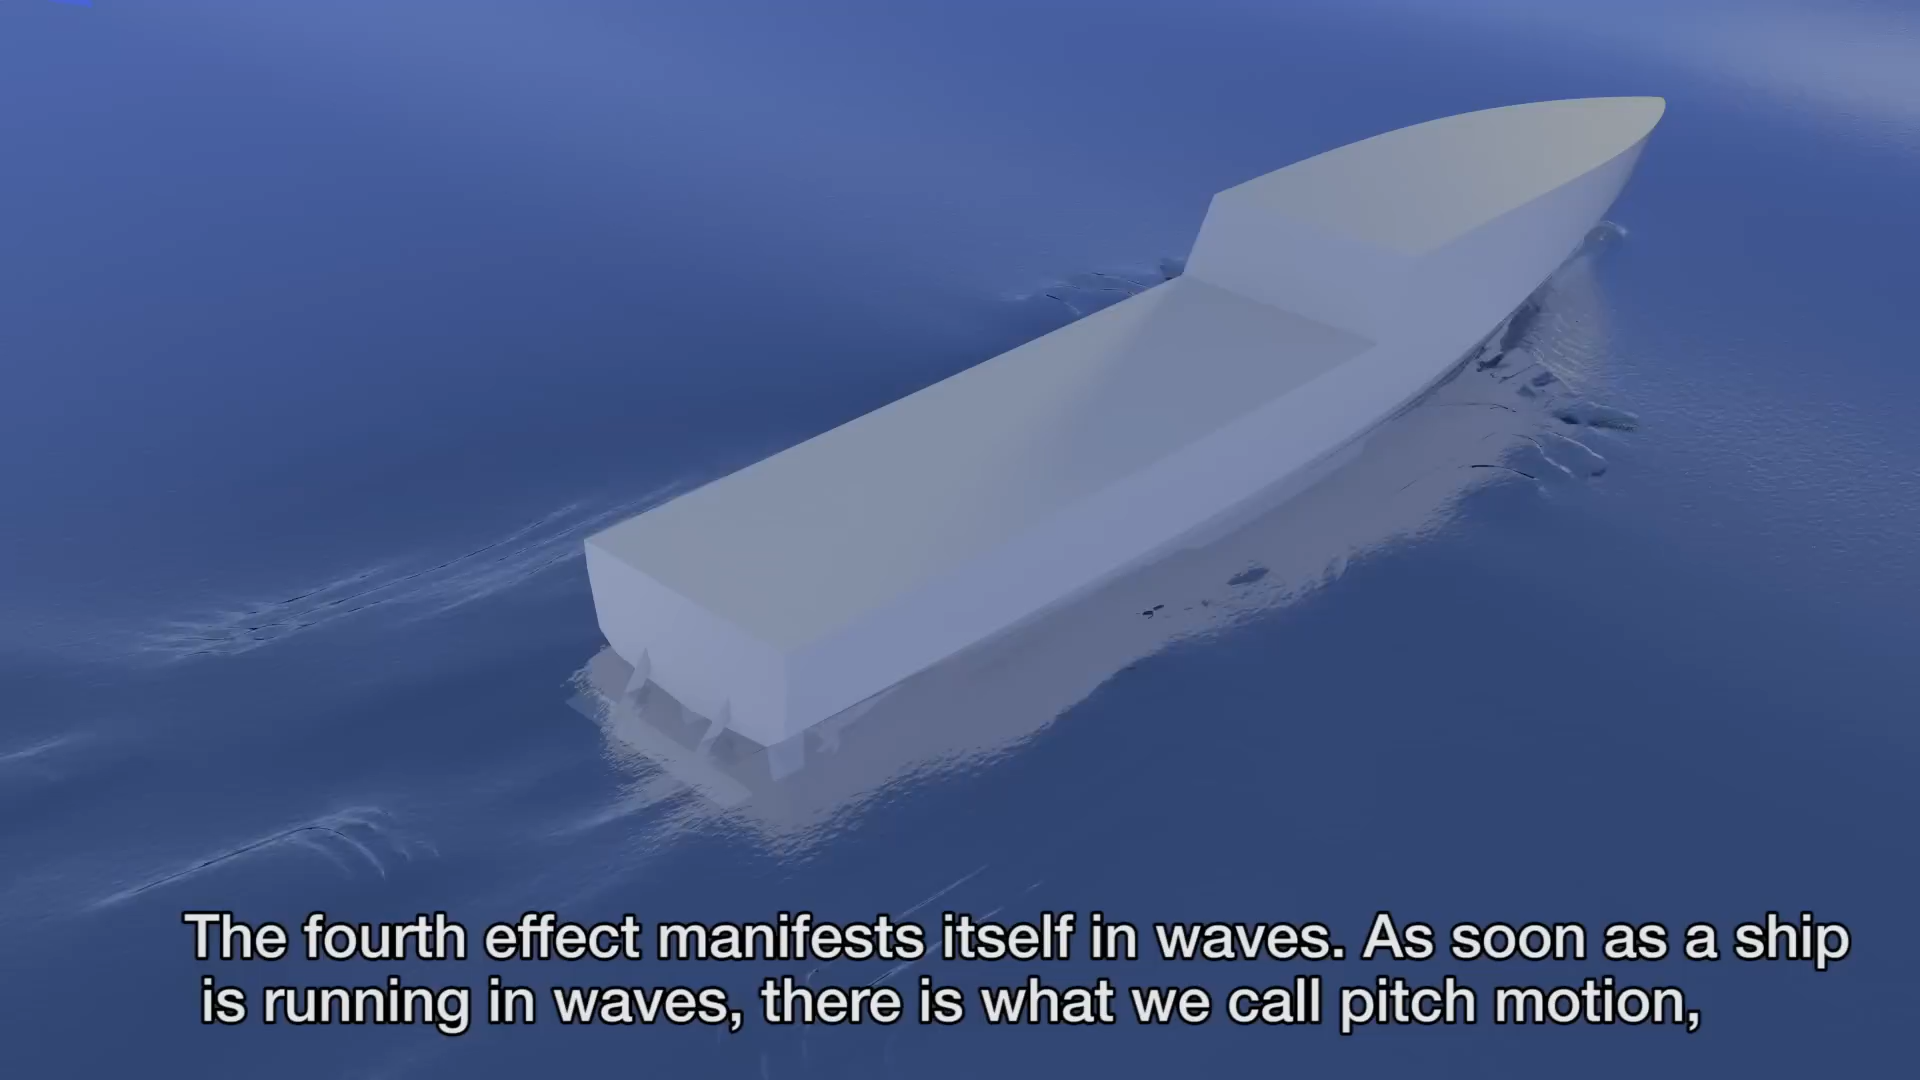 The fourth effect manifests itself in waves. As soon as a ship
is running in waves, there is what we call pitch motion,